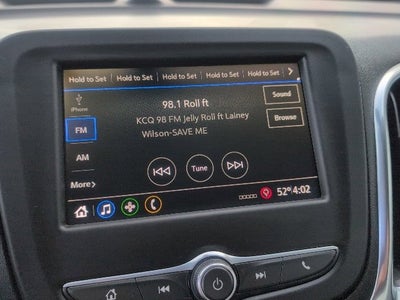 Hold to Set Hold to Set Hold to Set Hold to Set Hold to Set
iPhone
98.1 Roll ft
Sound
KCQ 98 FM Jelly Roll ft Lainey
Browse
FM
Wilson-SAVE ME
AM
Tune
More
52° 4:02